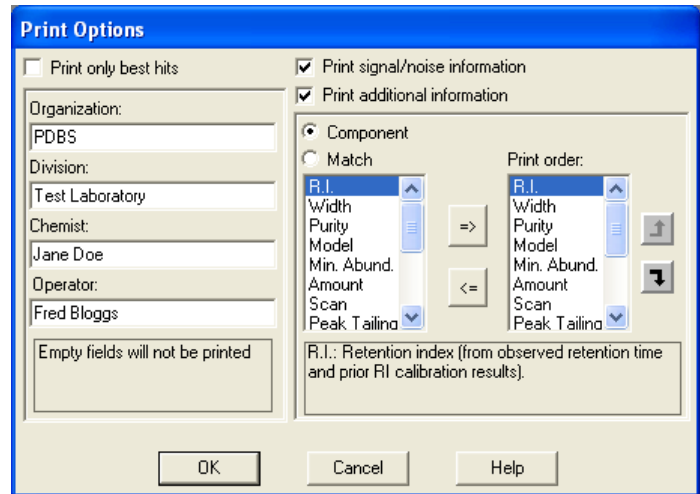 Print Options
Print only best hits
Organization:
PDBS
Division:
Test Laboratory
Chemist:
Jane Doe
Operator:
Fred Bloggs
Empty fields will not be printed
Print signal/noise information
Print additional information
Component
Match
R.I.
Width
Purity
Model
Min. Abund.
Amount
Scan
Peak Tailing
=>
<=
Print order:
R.I.
Width
Purity
Model
Min. Abund.
Amount
Scan
Peak Tailing
R.I.: Retention index (from observed retention time
and prior RI calibration results).
OK
Cancel
Help